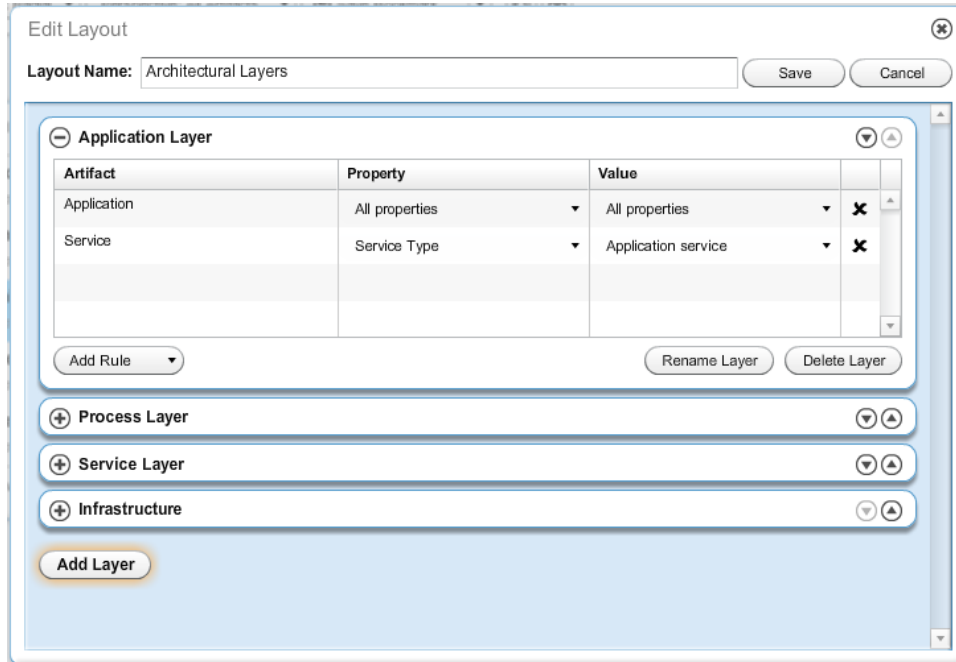 Edit Layout
Layout Name: Architectural Layers Save Cancel
Application Layer
Artifact Property Value
Application All properties All properties
Service Service Type Application service
Add Rule Rename Layer Delete Layer
Process Layer
Service Layer
Infrastructure
Add Layer